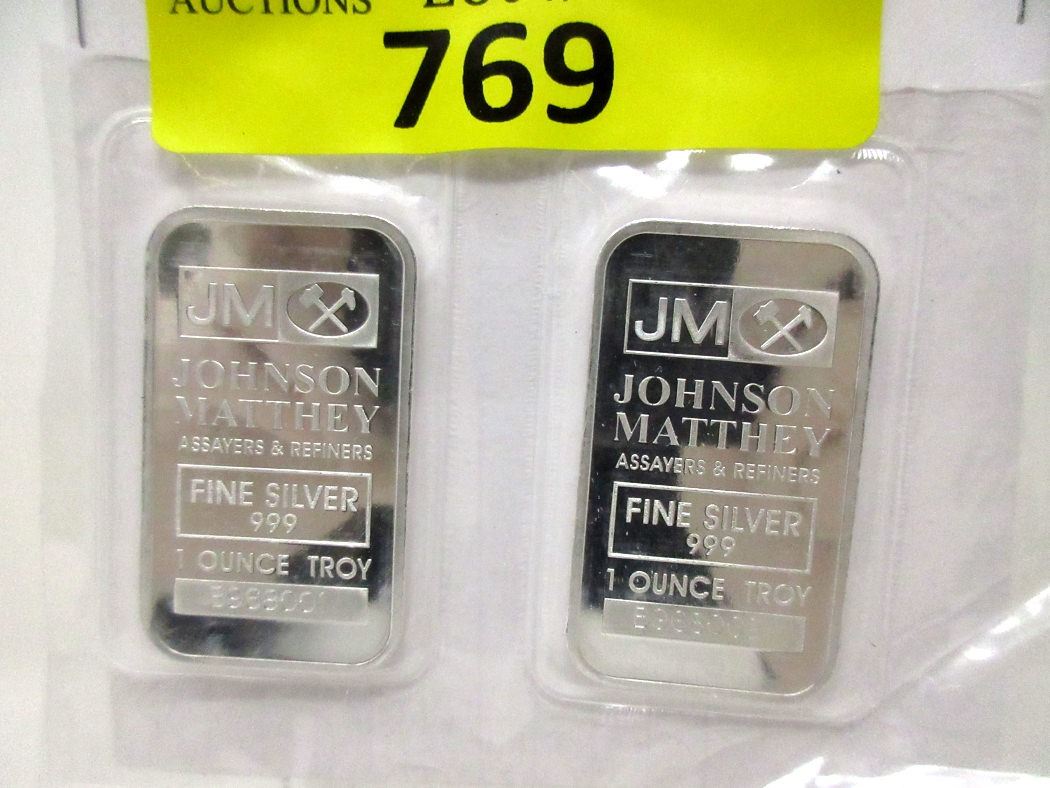 AUCTIONS
769
JM
JOHNSON
MATTHEY
ASSAYERS & REFINERS
FINE SILVER
999
1 OUNCE TROY
JM
JOHNSON
MATTHEY
ASSAYERS & REFINERS
FINE SILVER
999
1 OUNCE TROY